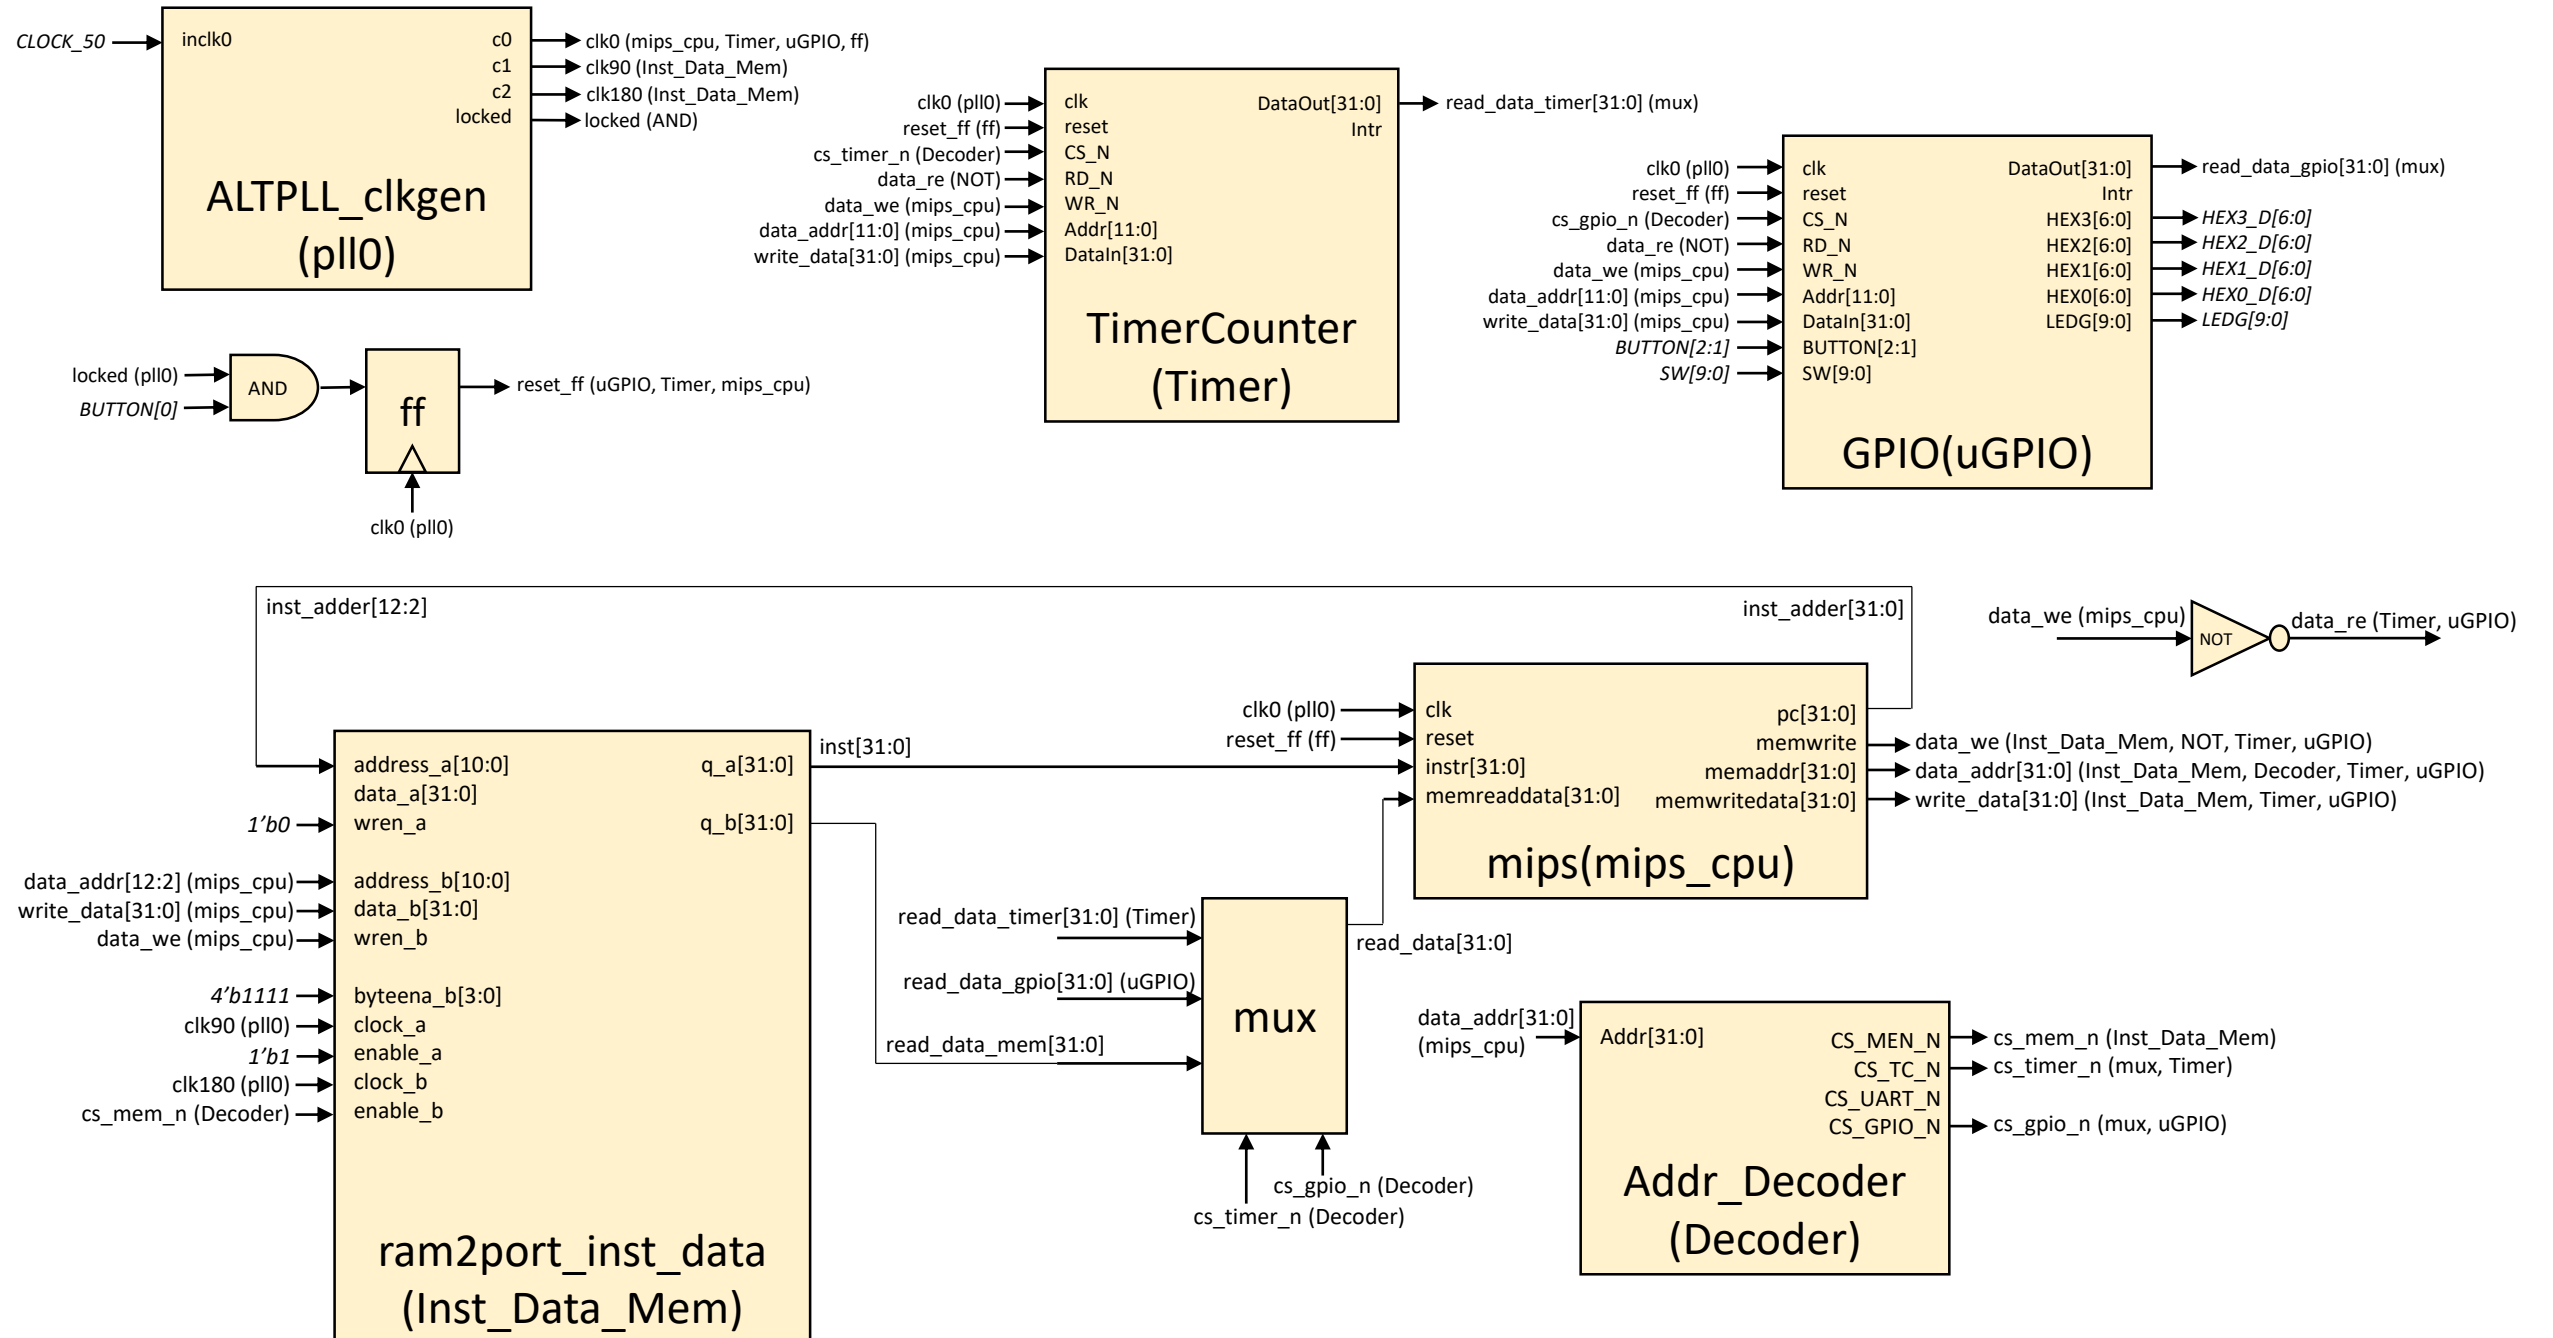 CLOCK_50
inclk0
c0
c1
c2
locked
clk0 (mips_cpu, Timer, uGPIO, ff)
clk90 (Inst_Data_Mem)
clk180 (Inst_Data_Mem)
locked (AND)
ALTPLL_clkgen
(pll0)
clk0 (pll0)
reset_ff (ff)
cs_timer_n (Decoder)
data_re (NOT)
data_we (mips_cpu)
data_addr[11:0] (mips_cpu)
write_data[31:0] (mips_cpu)
clk
reset
CS_N
RD_N
WR_N
Addr[11:0]
DataIn[31:0]
DataOut[31:0]
Intr
read_data_timer[31:0] (mux)
TimerCounter
(Timer)
clk0 (pll0)
reset_ff (ff)
cs_gpio_n (Decoder)
data_re (NOT)
data_we (mips_cpu)
data_addr[11:0] (mips_cpu)
write_data[31:0] (mips_cpu)
BUTTON[2:1]
SW[9:0]
clk
reset
CS_N
RD_N
WR_N
Addr[11:0]
DataIn[31:0]
BUTTON[2:1]
SW[9:0]
DataOut[31:0]
Intr
HEX3[6:0]
HEX2[6:0]
HEX1[6:0]
HEX0[6:0]
LEDG[9:0]
read_data_gpio[31:0] (mux)
HEX3_D[6:0]
HEX2_D[6:0]
HEX1_D[6:0]
HEX0_D[6:0]
LEDG[9:0]
GPIO(uGPIO)
locked (pll0)
BUTTON[0]
AND
ff
reset_ff (uGPIO, Timer, mips_cpu)
clk0 (pll0)
inst_adder[12:2]
inst_adder[31:0]
data_we (mips_cpu)
NOT
data_re (Timer, uGPIO)
1’b0
data_addr[12:2] (mips_cpu)
write_data[31:0] (mips_cpu)
data_we (mips_cpu)
4’b1111
clk90 (pll0)
1’b1
clk180 (pll0)
cs_mem_n (Decoder)
address_a[10:0]
data_a[31:0]
wren_a
address_b[10:0]
data_b[31:0]
wren_b
byteena_b[3:0]
clock_a
enable_a
clock_b
enable_b
q_a[31:0]
q_b[31:0]
inst[31:0]
ram2port_inst_data
(Inst_Data_Mem)
clk0 (pll0)
reset_ff (ff)
clk
reset
instr[31:0]
memreaddata[31:0]
pc[31:0]
memwrite
memaddr[31:0]
memwritedata[31:0]
data_we (Inst_Data_Mem, NOT, Timer, uGPIO)
data_addr[31:0] (Inst_Data_Mem, Decoder, Timer, uGPIO)
write_data[31:0] (Inst_Data_Mem, Timer, uGPIO)
mips(mips_cpu)
read_data_timer[31:0] (Timer)
read_data_gpio[31:0] (uGPIO)
read_data_mem[31:0]
mux
read_data[31:0]
cs_gpio_n (Decoder)
cs_timer_n (Decoder)
data_addr[31:0]
(mips_cpu)
Addr[31:0]
CS_MEN_N
CS_TC_N
CS_UART_N
CS_GPIO_N
cs_mem_n (Inst_Data_Mem)
cs_timer_n (mux, Timer)
cs_gpio_n (mux, uGPIO)
Addr_Decoder
(Decoder)